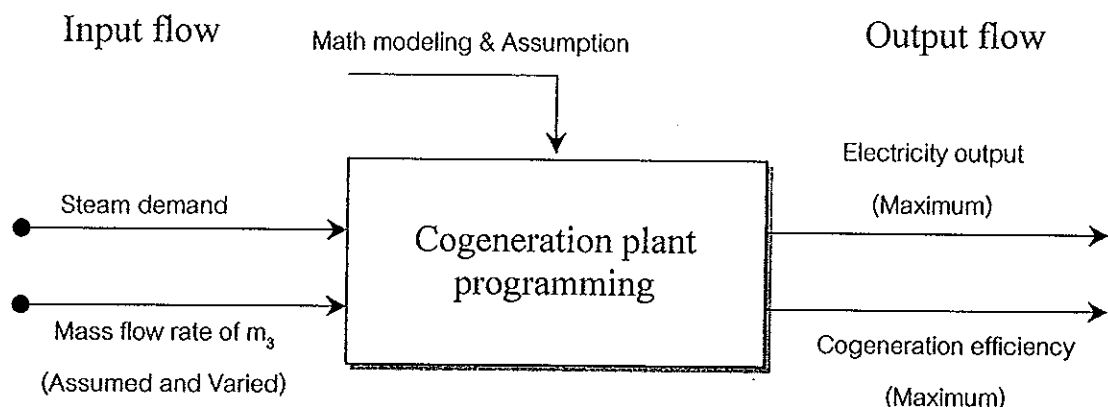 Input flow
Math modeling & Assumption
Output flow
Steam demand
Mass flow rate of m₃
(Assumed and Varied)
Cogeneration plant
programming
Electricity output
(Maximum)
Cogeneration efficiency
(Maximum)